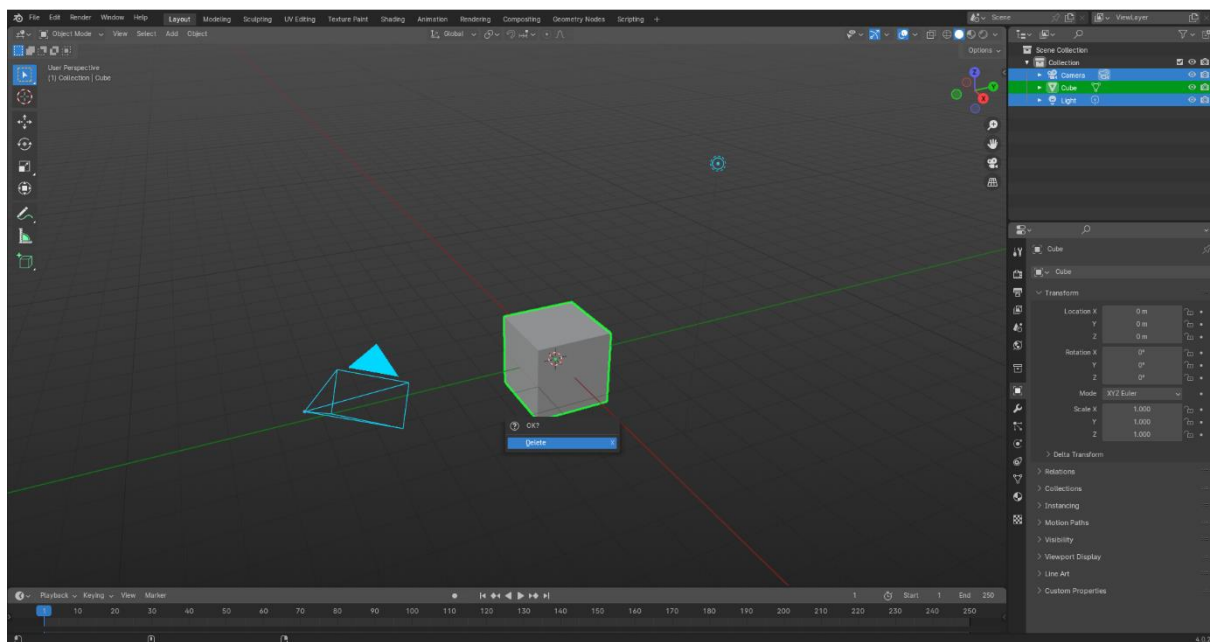 File Edit Render Window Help Layout Modeling Sculpting UV Editing Texture Paint Shading Animation Rendering Compositing Geometry Nodes Scripting + Scene ViewLayer
Object Mode View Select Add Object Global
Options
User Perspective
(1) Collection | Cube
Z
Y
X
Scene Collection
Collection
Camera
Cube
Light
OK?
Delete X
Cube
Cube
Transform
Location X 0 m
Y 0 m
Z 0 m
Rotation X 0°
Y 0°
Z 0°
Mode XYZ Euler
Scale X 1.000
Y 1.000
Z 1.000
Delta Transform
Relations
Collections
Instancing
Motion Paths
Visibility
Viewport Display
Line Art
Custom Properties
Playback Keying View Marker 1 Start 1 End 250
1 10 20 30 40 50 60 70 80 90 100 110 120 130 140 150 160 170 180 190 200 210 220 230 240 250